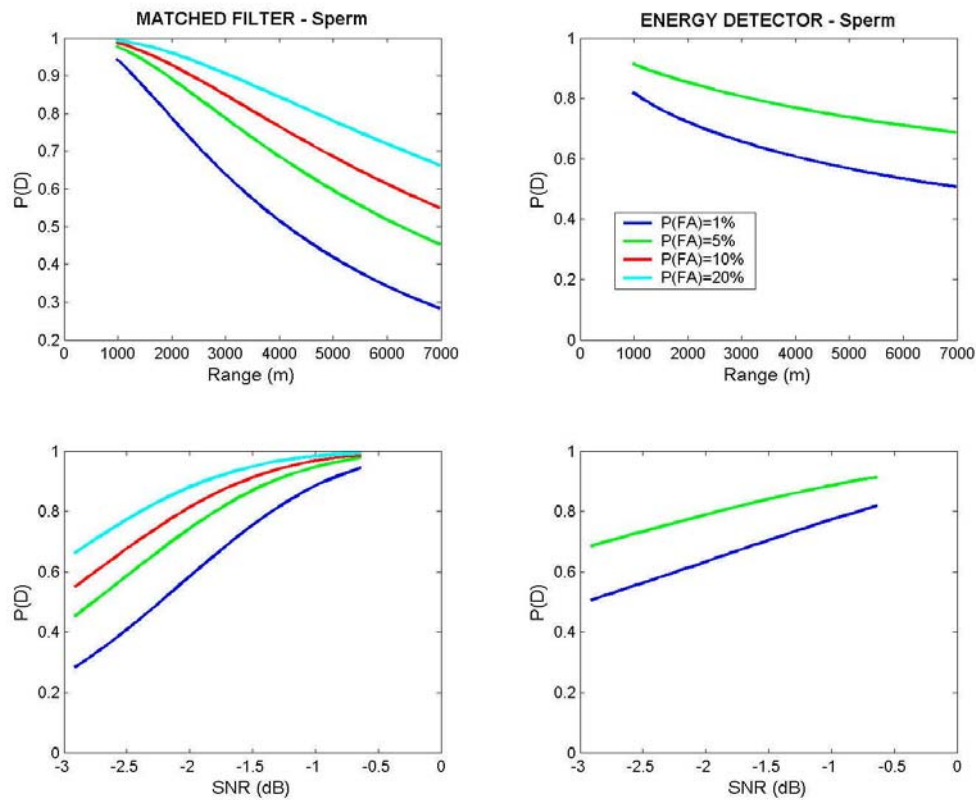 MATCHED FILTER - Sperm
1
0.9
0.8
0.7
0.6
0.5
0.4
0.3
0.2
P(D)
0 1000 2000 3000 4000 5000 6000 7000
Range (m)
ENERGY DETECTOR - Sperm
1
0.8
0.6
0.4
0.2
0
P(D)
P(FA)=1%
P(FA)=5%
P(FA)=10%
P(FA)=20%
0 1000 2000 3000 4000 5000 6000 7000
Range (m)
1
0.8
0.6
0.4
0.2
0
P(D)
-3 -2.5 -2 -1.5 -1 -0.5 0
SNR (dB)
1
0.8
0.6
0.4
0.2
0
P(D)
-3 -2.5 -2 -1.5 -1 -0.5 0
SNR (dB)